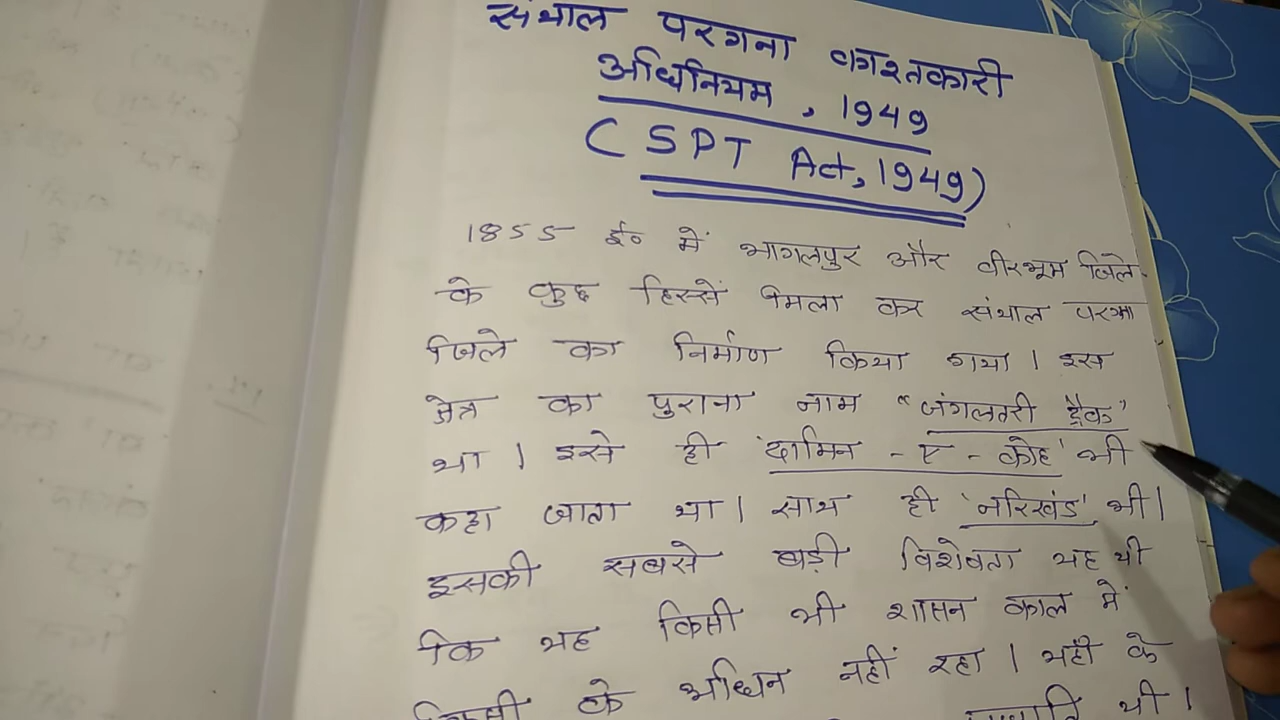 संथाल परगना काश्तकारी
अधिनियम, 1949
(SPT Act, 1949)
1855 ई० में भागलपुर और वीरभूम जिले
के कुछ हिस्सें मिला कर संथाल परगना
जिले का निर्माण किया गया। इस
क्षेत्र का पुराना नाम "जंगलतरी ट्रैक"
था। इसे ही 'दामिन-ए-कोह' भी
कहा जाता था। साथ ही 'नरिखंड' भी।
इसकी सबसे बड़ी विशेषता यह थी
कि यह किसी भी शासन काल में
किसी के अधिन नहीं रहा। यहाँ के
थी।